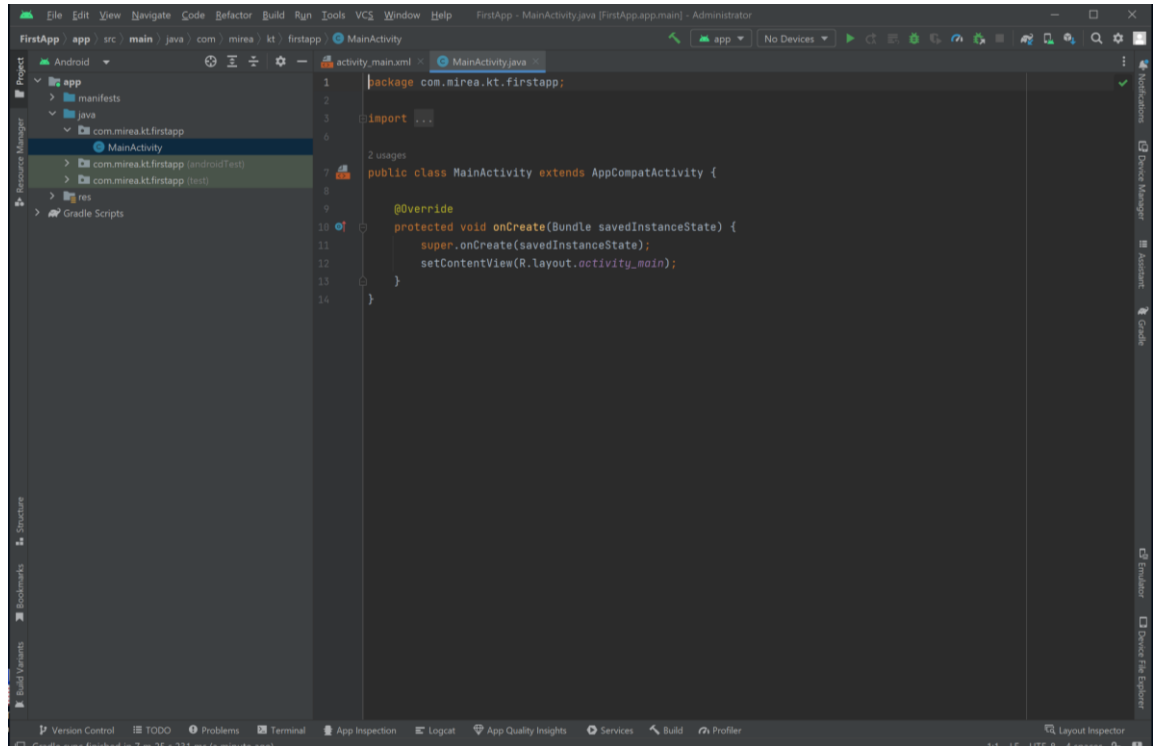 File Edit View Navigate Code Refactor Build Run Tools VCS Window Help FirstApp - MainActivity.java [FirstApp.app.main] - Administrator
FirstApp app src main java com mirea kt firstapp MainActivity app No Devices
Project
Android
activity_main.xml MainActivity.java
app
manifests
java
com.mirea.kt.firstapp
MainActivity
com.mirea.kt.firstapp (androidTest)
com.mirea.kt.firstapp (test)
res
Gradle Scripts
Resource Manager
1 package com.mirea.kt.firstapp;
2
3 import ...
6
2 usages
7 public class MainActivity extends AppCompatActivity {
8
9 @Override
10 protected void onCreate(Bundle savedInstanceState) {
11 super.onCreate(savedInstanceState);
12 setContentView(R.layout.activity_main);
13 }
14 }
Notifications
Device Manager
Assistant
Gradle
Emulator
Device File Explorer
Structure
Bookmarks
Build Variants
Version Control TODO Problems Terminal App Inspection Logcat App Quality Insights Services Build Profiler Layout Inspector